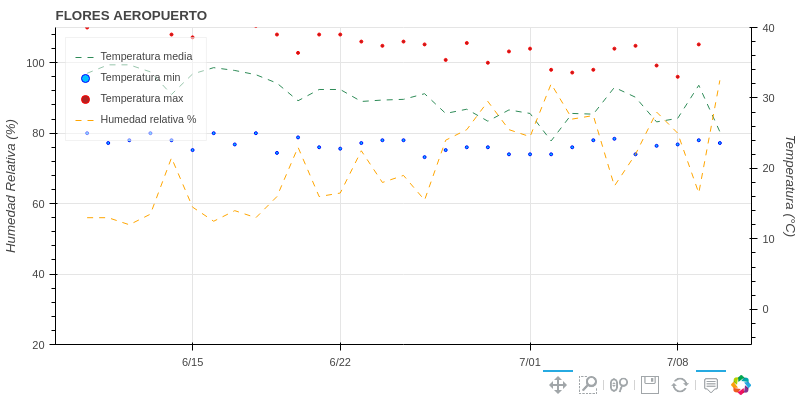 FLORES AEROPUERTO
Temperatura media
Temperatura min
Temperatura max
Humedad relativa %
Humedad Relativa (%)
100
80
60
40
20
Temperatura (°C)
40
30
20
10
0
6/15
6/22
7/01
7/08